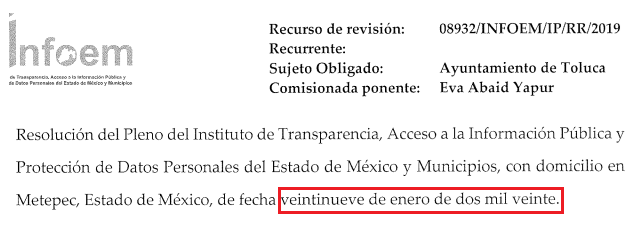 Infoem
de Transparencia, Acceso a la Información Pública y
de Datos Personales del Estado de México y Municipios
Recurso de revisión: 08932/INFOEM/IP/RR/2019
Recurrente:
Sujeto Obligado: Ayuntamiento de Toluca
Comisionada ponente: Eva Abaid Yapur
Resolución del Pleno del Instituto de Transparencia, Acceso a la Información Pública y
Protección de Datos Personales del Estado de México y Municipios, con domicilio en
Metepec, Estado de México, de fecha veintinueve de enero de dos mil veinte.